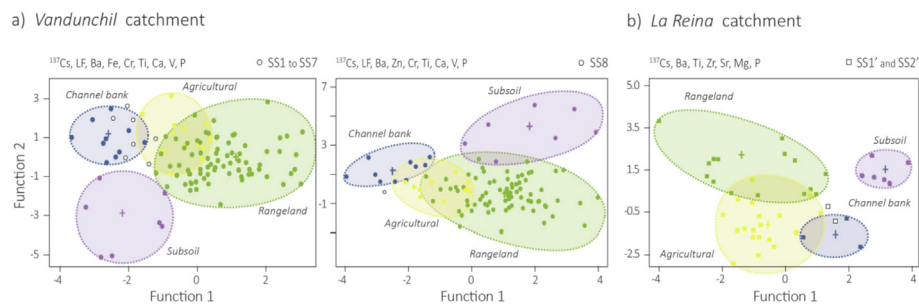 a) Vandunchil catchment
b) La Reina catchment
¹³⁷Cs, LF, Ba, Fe, Cr, Ti, Ca, V, P
SS1 to SS7
Channel bank
Agricultural
Rangeland
Subsoil
Function 2
3
1
-1
-3
-5
-4
-2
0
2
Function 1
¹³⁷Cs, LF, Ba, Zn, Cr, Ti, Ca, V, P
SS8
Subsoil
Channel bank
Agricultural
Rangeland
7
3
-1
-4
-2
0
2
4
Function 1
¹³⁷Cs, Ba, Ti, Zr, Sr, Mg, P
SS1' and SS2'
Rangeland
Subsoil
Channel bank
Agricultural
5.5
3.5
1.5
-0.5
-2.5
-4
-2
0
2
4
Function 1